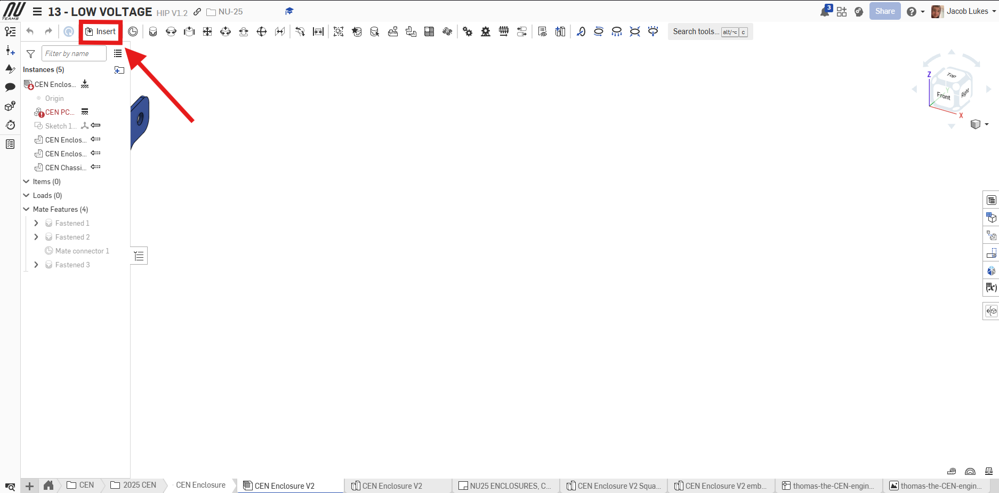 NU
TEAMS
13 - LOW VOLTAGE HIP V1.2 NU-25
3
Share
Jacob Lukes
Insert
Search tools... alt/⌥ c
Filter by name
Instances (5)
CEN Enclos...
Origin
CEN PC...
Sketch 1...
CEN Enclos...
CEN Enclos...
CEN Chassi...
Items (0)
Loads (0)
Mate Features (4)
Fastened 1
Fastened 2
Mate connector 1
Fastened 3
Z
Top
Y
Front
Right
X
(x)
CEN
2025 CEN
CEN Enclosure
CEN Enclosure V2
CEN Enclosure V2
NU25 ENCLOSURES, C...
CEN Enclosure V2 Squa...
CEN Enclosure V2 emb...
thomas-the-CEN-engin...
thomas-the-CEN-engin...